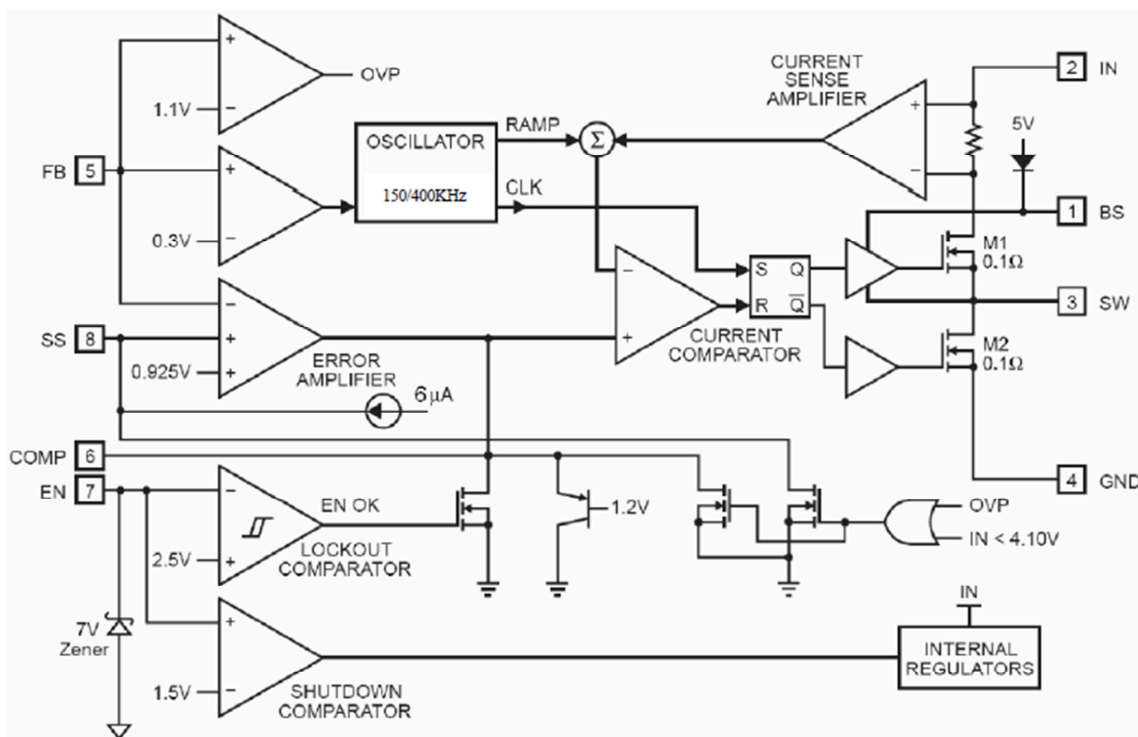 +
OVP
1.1V
−
CURRENT
SENSE
AMPLIFIER
+
−
2 IN
5V
FB 5
+
0.3V
−
OSCILLATOR
150/400KHz
RAMP
CLK
Σ
1 BS
M1
0.1Ω
3 SW
S Q
R Q̅
−
+
CURRENT
COMPARATOR
SS 8
−
+
0.925V
+
ERROR
AMPLIFIER
6μA
M2
0.1Ω
COMP 6
EN 7
4 GND
−
EN OK
2.5V
+
LOCKOUT
COMPARATOR
1.2V
OVP
IN < 4.10V
7V
Zener
+
1.5V
−
SHUTDOWN
COMPARATOR
IN
INTERNAL
REGULATORS